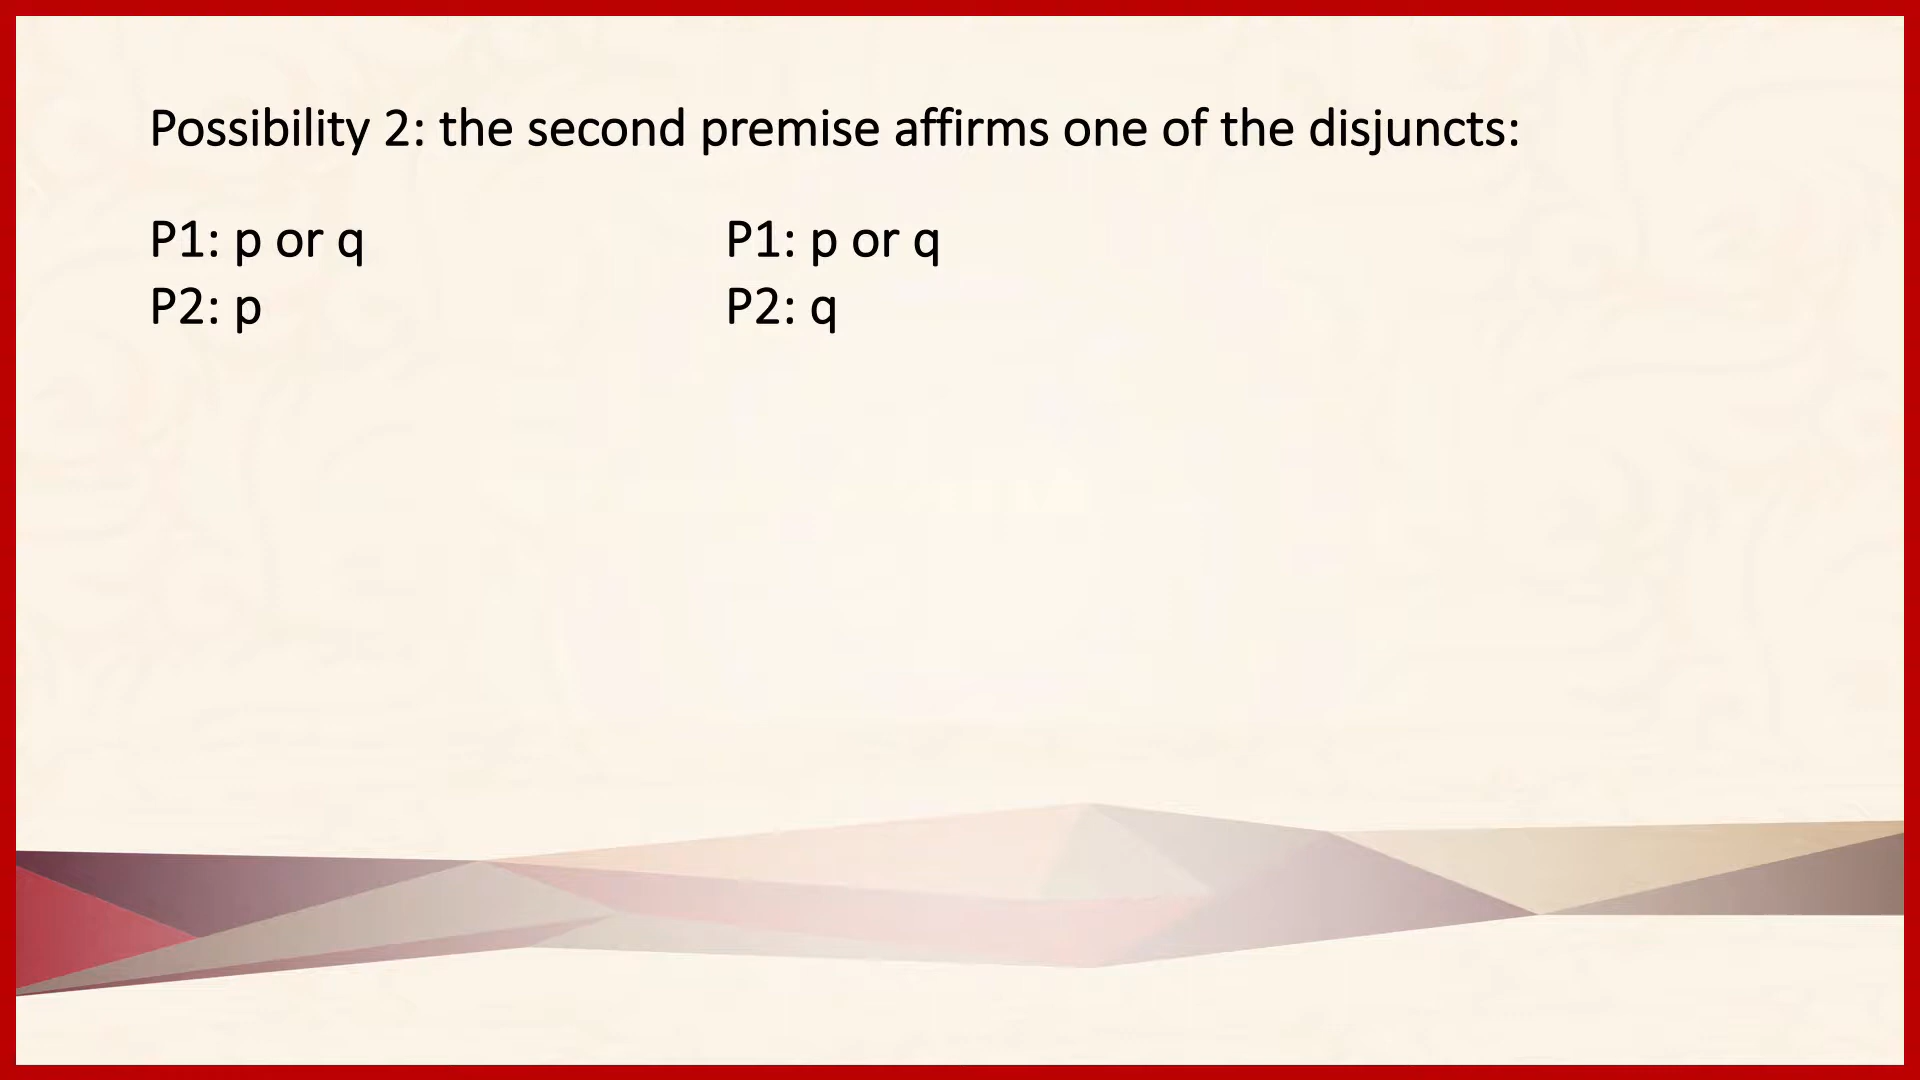 Possibility 2: the second premise affirms one of the disjuncts:
P1: p or q
P2: p
P1: p or q
P2: q